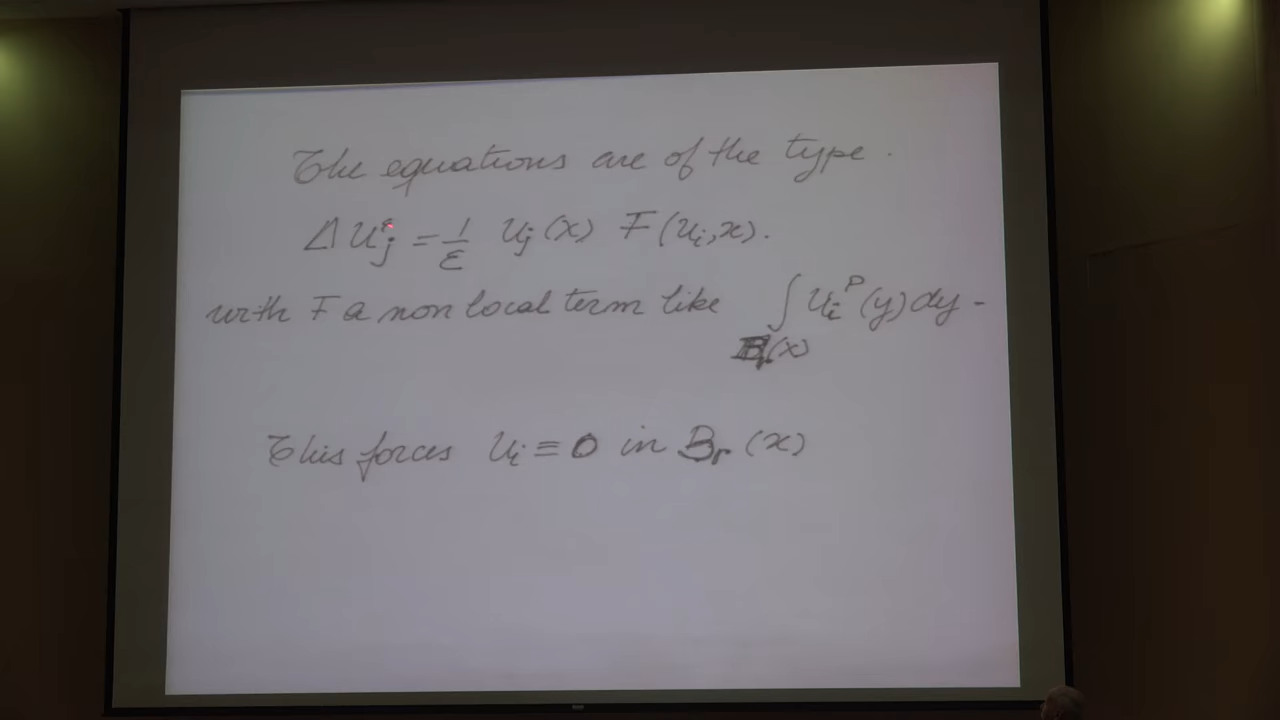 The equations are of the type.
Δ u_j^ε = 1/ε u_j(x) F(u_i, x).
with F a non local term like ∫_{B_r(x)} u_i^p (y) dy -
This forces u_i ≡ 0 in B_r (x)